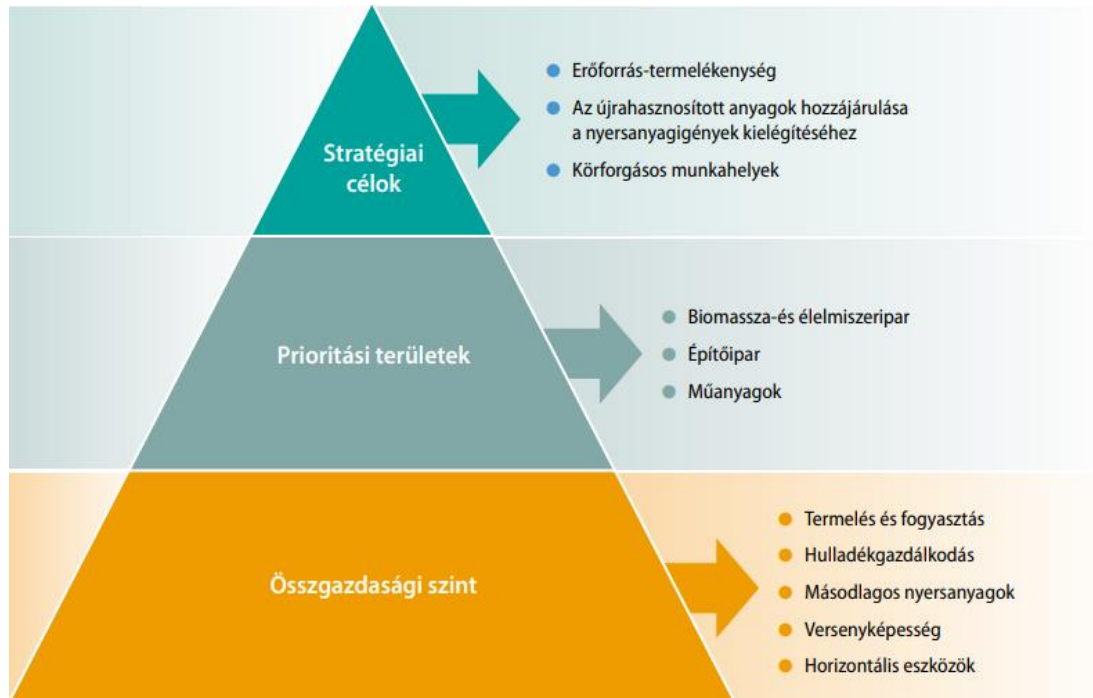 Stratégiai
célok
Erőforrás-termelékenység
Az újrahasznosított anyagok hozzájárulása
a nyersanyagigények kielégítéséhez
Körforgásos munkahelyek
Prioritási területek
Biomassza-és élelmiszeripar
Építőipar
Műanyagok
Összgazdasági szint
Termelés és fogyasztás
Hulladékgazdálkodás
Másodlagos nyersanyagok
Versenyképesség
Horizontális eszközök